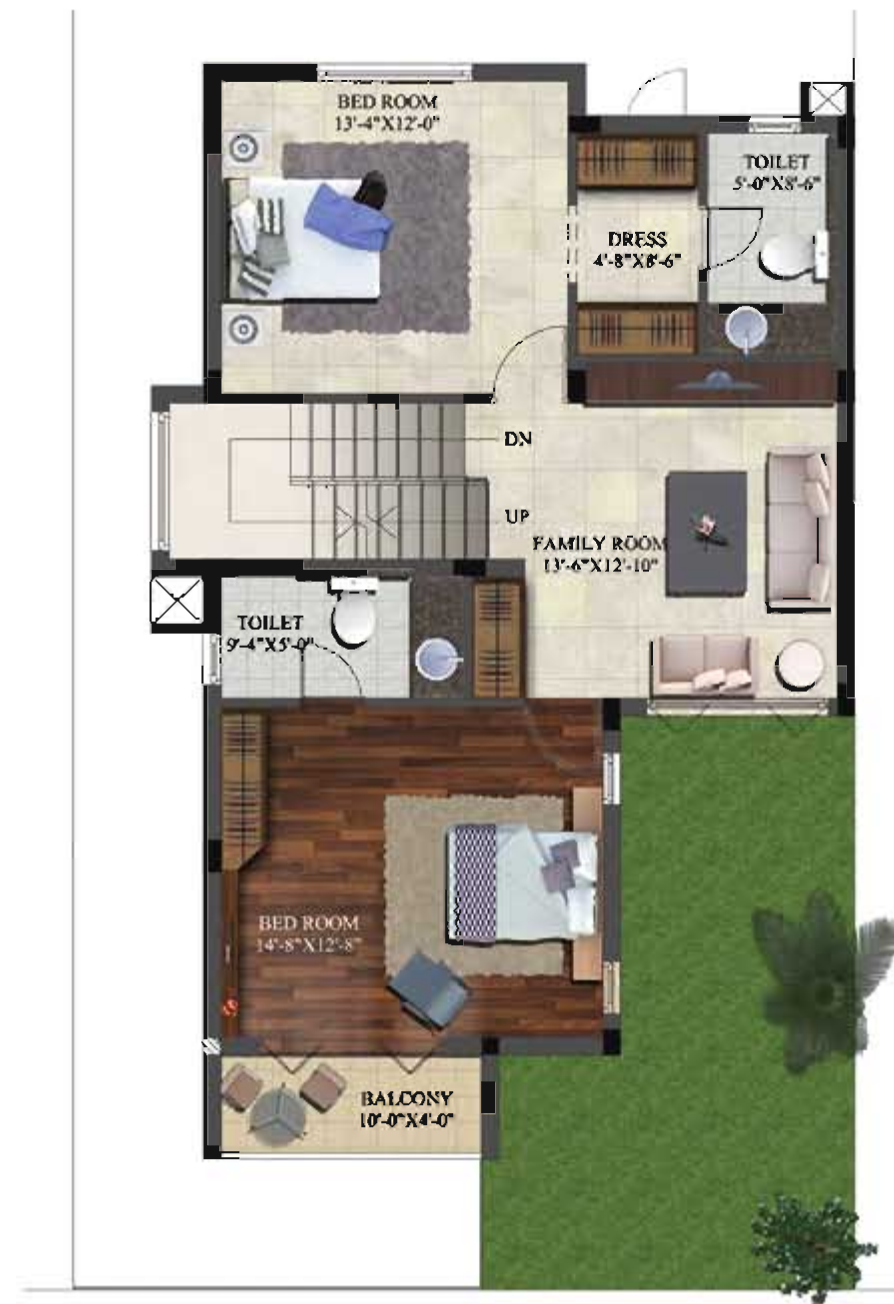 BED ROOM
13'-4"X12'-0"
TOILET
5'-0"X8'-6"
DRESS
4'-8"X8'-6"
DN
UP
FAMILY ROOM
13'-6"X12'-10"
TOILET
9'-4"X5'-0"
BED ROOM
14'-8"X12'-8"
BALCONY
10'-0"X4'-0"